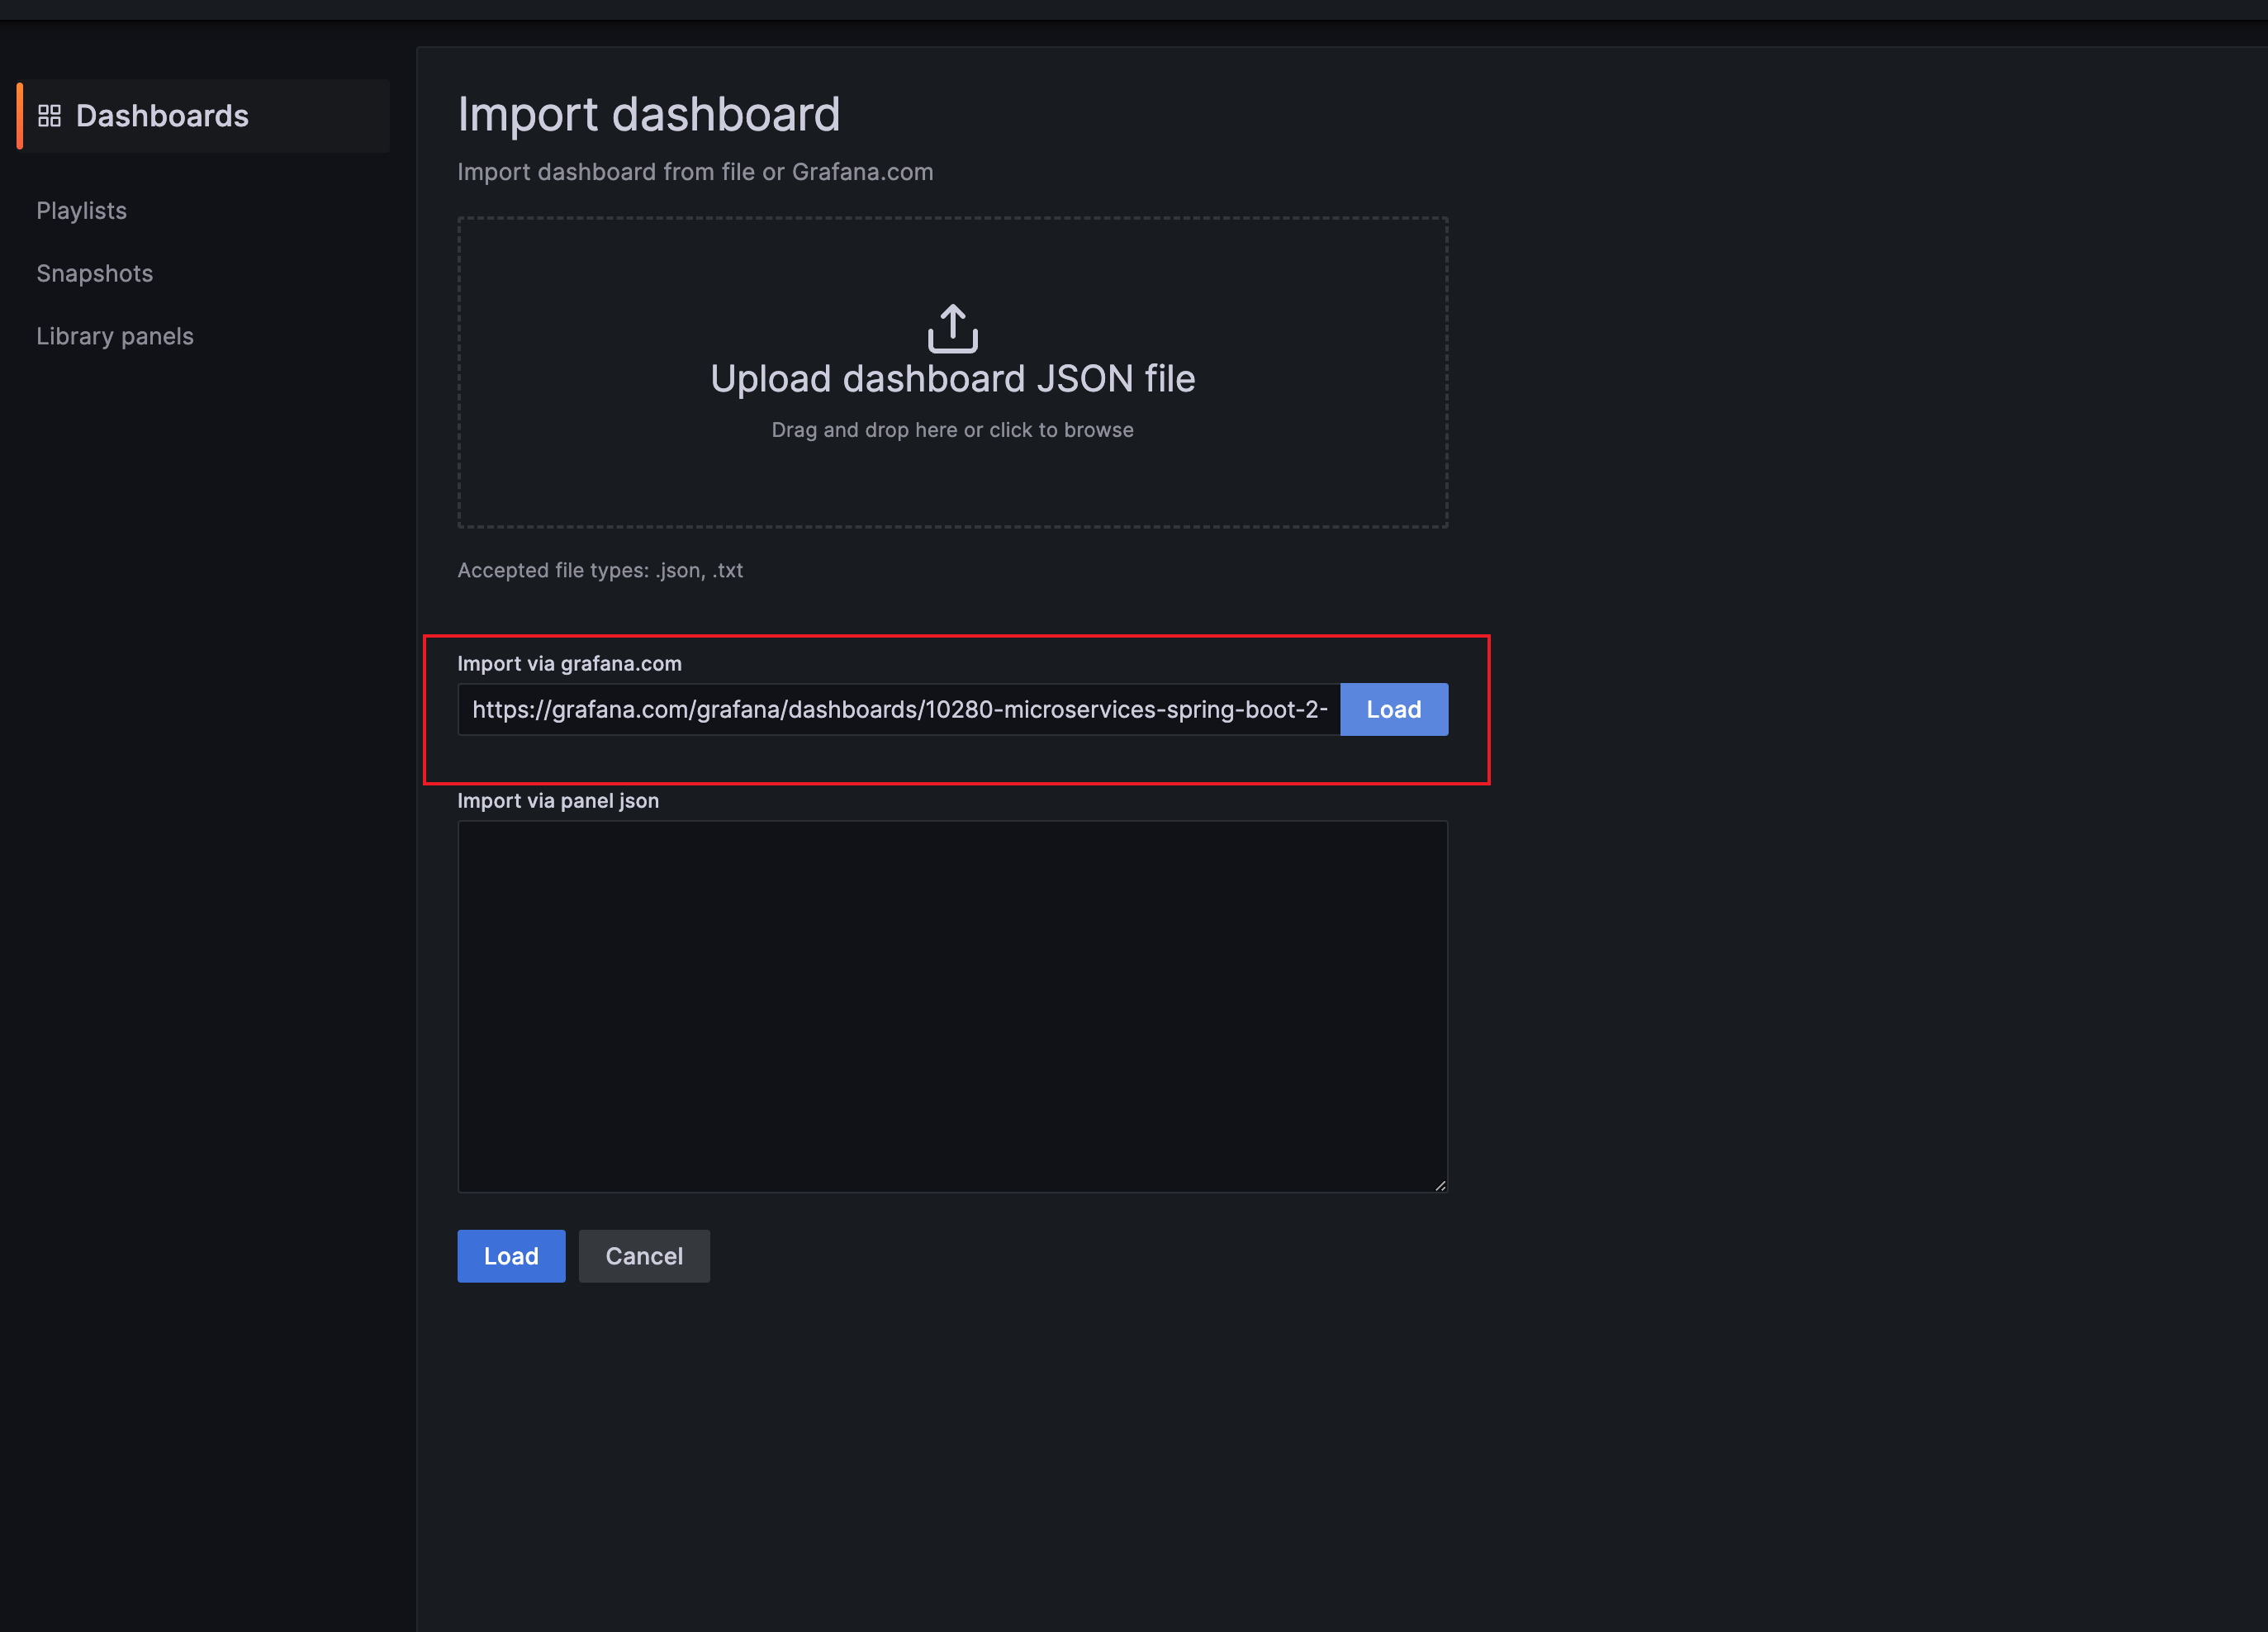 Dashboards
Playlists
Snapshots
Library panels
Import dashboard
Import dashboard from file or Grafana.com
Upload dashboard JSON file
Drag and drop here or click to browse
Accepted file types: .json, .txt
Import via grafana.com
https://grafana.com/grafana/dashboards/10280-microservices-spring-boot-2- Load
Import via panel json
Load Cancel